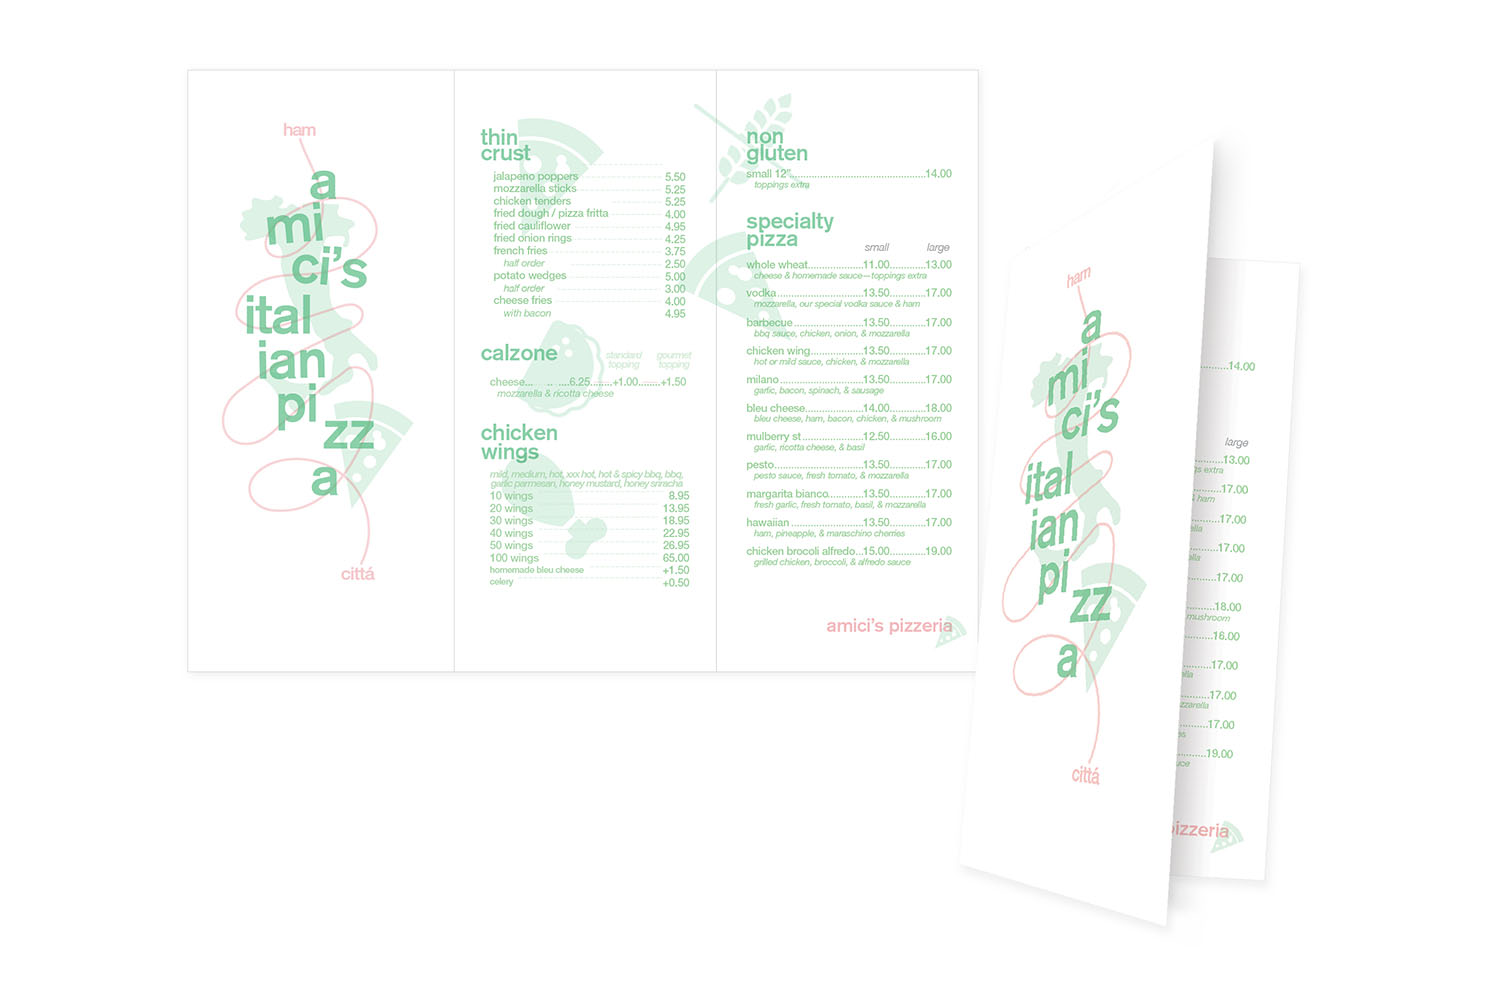 ham
a
mi
ci's
ital
ian
pi
zz
a
cittá
thin
crust
jalapeno poppers 5.50
mozzarella sticks 5.25
chicken tenders 5.25
fried dough / pizza fritta 4.00
fried cauliflower 4.95
fried onion rings 4.25
french fries 3.75
half order 2.50
potato wedges 5.00
half order 3.00
cheese fries 4.00
with bacon 4.95
calzone
standard topping gourmet topping
cheese... .. ....6.25........+1.00........+1.50
mozzarella & ricotta cheese
chicken
wings
mild, medium, hot, xxx hot, hot & spicy bbq, bbq,
garlic parmesan, honey mustard, honey sriracha
10 wings 8.95
20 wings 13.95
30 wings 18.95
40 wings 22.95
50 wings 26.95
100 wings 65.00
homemade bleu cheese +1.50
celery +0.50
non
gluten
small 12"................14.00
toppings extra
specialty
pizza
small large
whole wheat....................11.00.............13.00
cheese & homemade sauce—toppings extra
vodka...............................13.50.............17.00
mozzarella, our special vodka sauce & ham
barbecue.........................13.50.............17.00
bbq sauce, chicken, onion, & mozzarella
chicken wing...................13.50.............17.00
hot or mild sauce, chicken, & mozzarella
milano..............................13.50.............17.00
garlic, bacon, spinach, & sausage
bleu cheese.....................14.00.............18.00
bleu cheese, ham, bacon, chicken, & mushroom
mulberry st......................12.50.............16.00
garlic, ricotta cheese, & basil
pesto................................13.50.............17.00
pesto sauce, fresh tomato, & mozzarella
margarita bianco............13.50.............17.00
fresh garlic, fresh tomato, basil, & mozzarella
hawaiian..........................13.50.............17.00
ham, pineapple, & maraschino cherries
chicken brocoli alfredo..15.00.............19.00
grilled chicken, broccoli, & alfredo sauce
amici's pizzeria
ham
a
mi
ci's
ital
ian
pi
zz
a
cittá
14.00
large
13.00
gs extra
17.00
& ham
17.00
alla
17.00
17.00
18.00
mushroom
16.00
17.00
lla
17.00
zzarella
17.00
es
19.00
uce
pizzeria